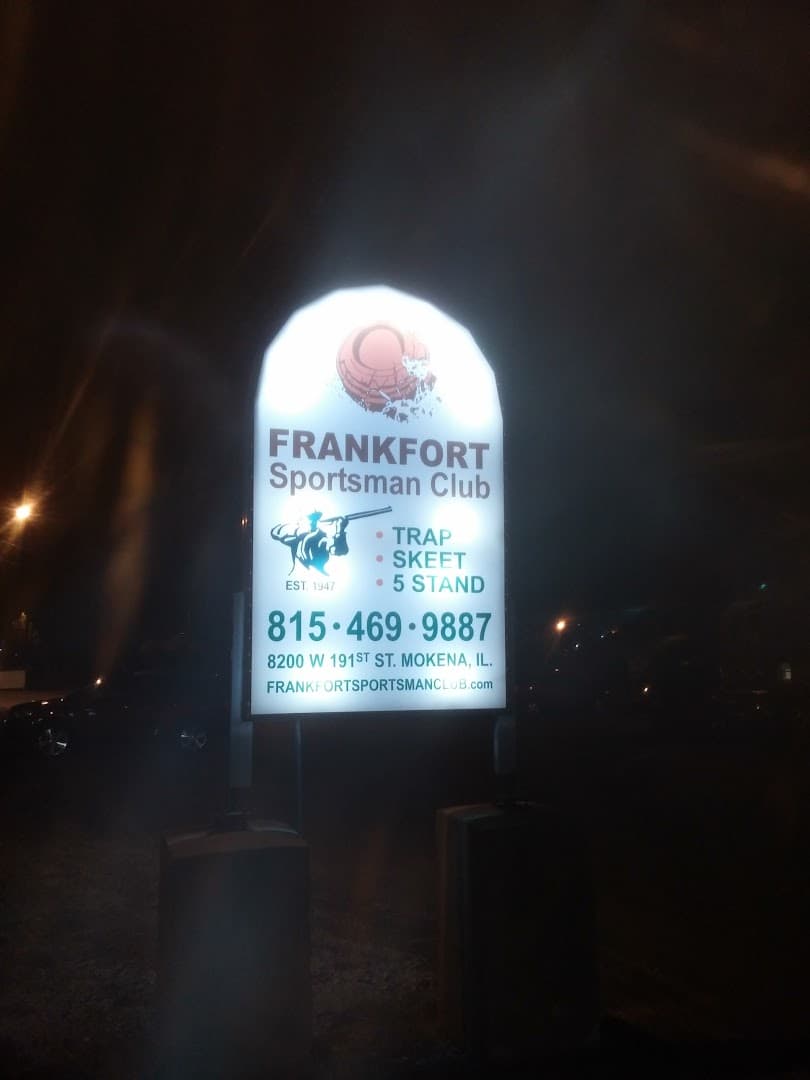 FRANKFORT
Sportsman Club
• TRAP
• SKEET
• 5 STAND
EST. 1947
815•469•9887
8200 W 191ST ST. MOKENA, IL.
FRANKFORTSPORTSMANCLUB.com